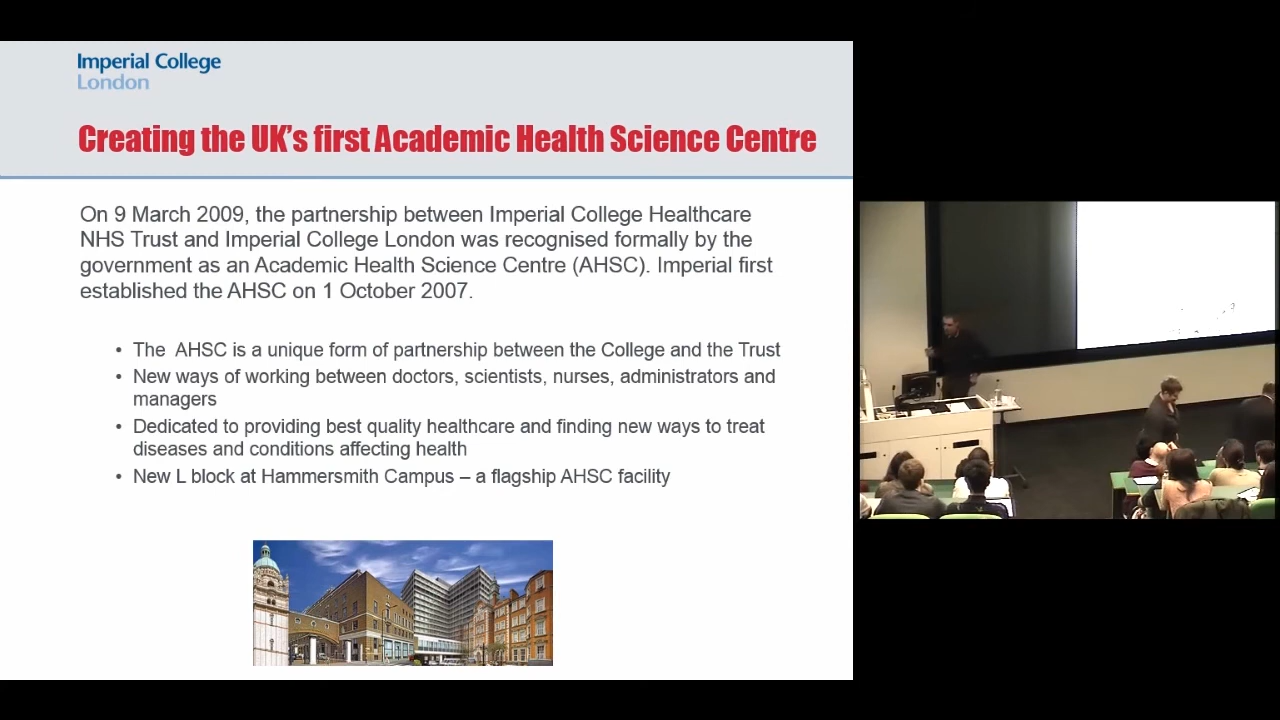 Imperial College
London
Creating the UK's first Academic Health Science Centre
On 9 March 2009, the partnership between Imperial College Healthcare
NHS Trust and Imperial College London was recognised formally by the
government as an Academic Health Science Centre (AHSC). Imperial first
established the AHSC on 1 October 2007.
• The  AHSC is a unique form of partnership between the College and the Trust
• New ways of working between doctors, scientists, nurses, administrators and
managers
• Dedicated to providing best quality healthcare and finding new ways to treat
diseases and conditions affecting health
• New L block at Hammersmith Campus – a flagship AHSC facility